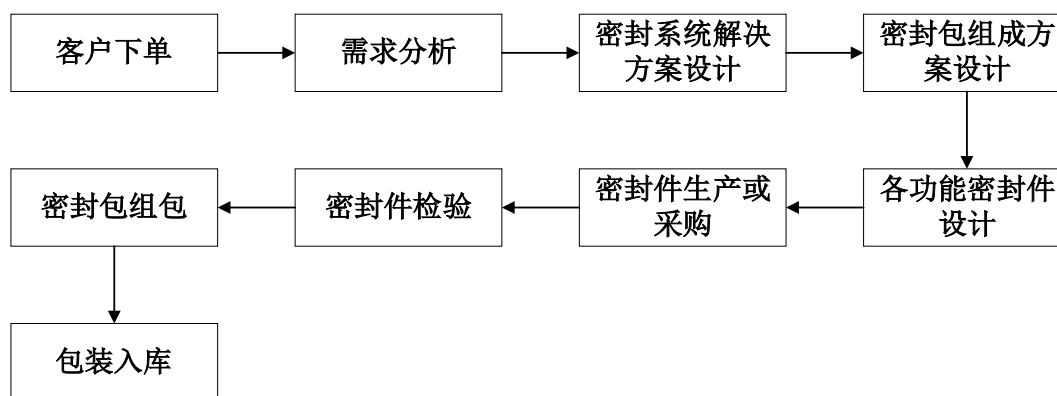 客户下单
需求分析
密封系统解决
方案设计
密封包组成方
案设计
各功能密封件
设计
密封件生产或
采购
密封件检验
密封包组包
包装入库